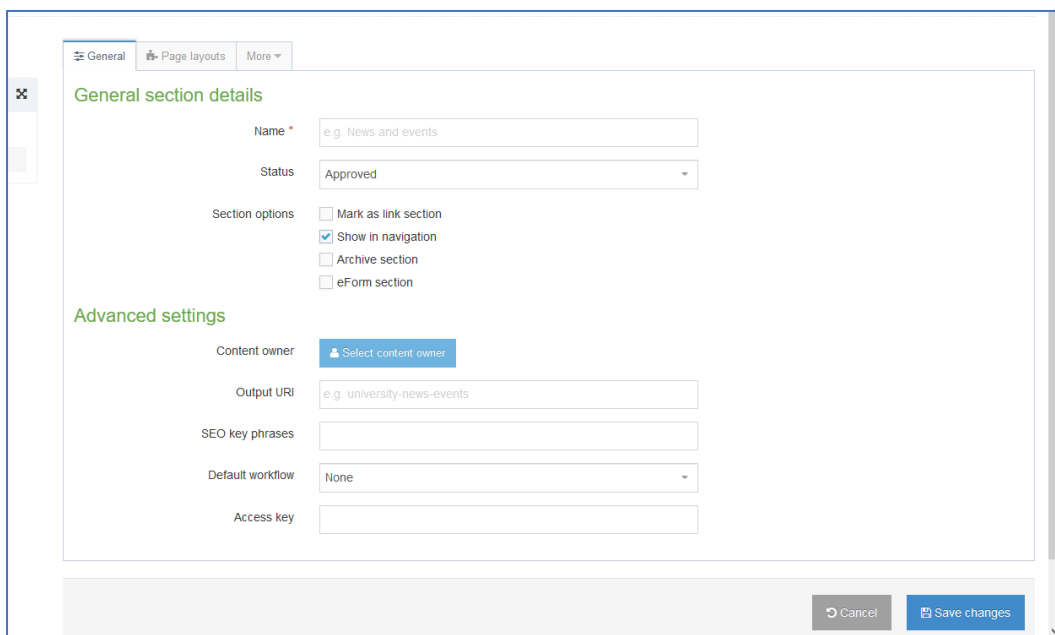 General Page layouts More
General section details
Name *
e.g. News and events
Status
Approved
Section options
Mark as link section
Show in navigation
Archive section
eForm section
Advanced settings
Content owner
Select content owner
Output URI
e.g. university-news-events
SEO key phrases
Default workflow
None
Access key
Cancel Save changes